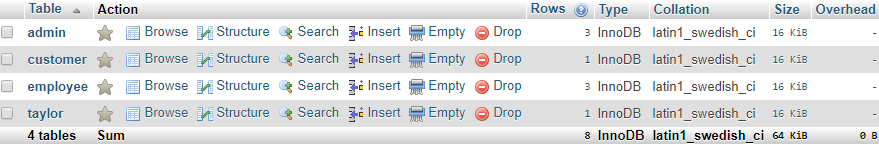 Table Action Rows Type Collation Size Overhead
admin Browse Structure Search Insert Empty Drop 3 InnoDB latin1_swedish_ci 16 KiB -
customer Browse Structure Search Insert Empty Drop 1 InnoDB latin1_swedish_ci 16 KiB -
employee Browse Structure Search Insert Empty Drop 3 InnoDB latin1_swedish_ci 16 KiB -
taylor Browse Structure Search Insert Empty Drop 1 InnoDB latin1_swedish_ci 16 KiB -
4 tables Sum 8 InnoDB latin1_swedish_ci 64 KiB 0 B